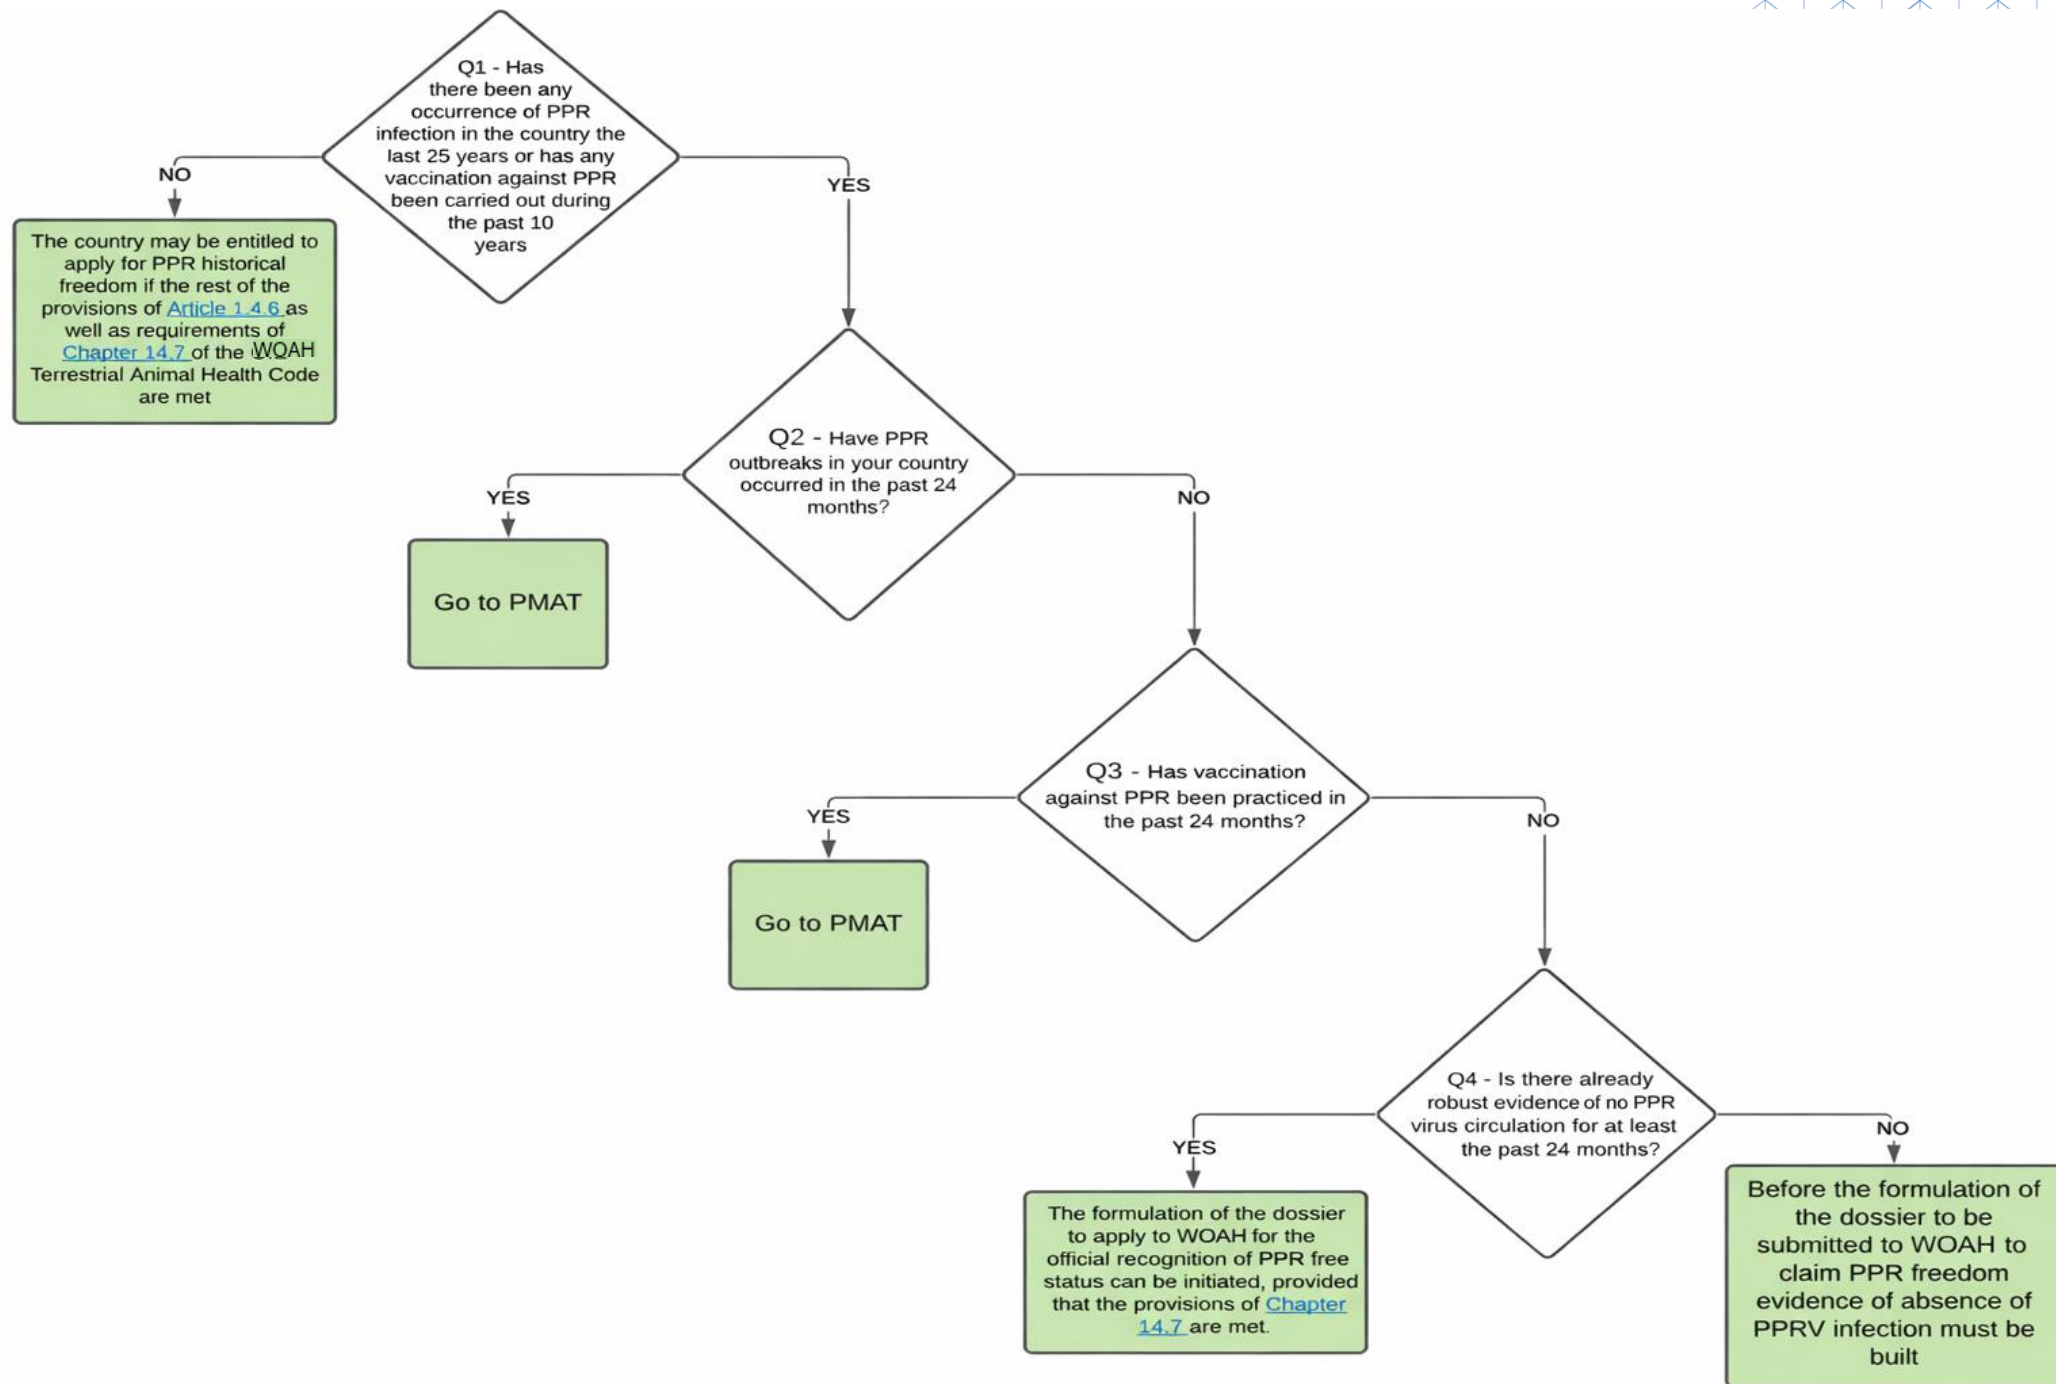 Q1 - Has
there been any
occurrence of PPR
infection in the country the
last 25 years or has any
vaccination against PPR
been carried out during
the past 10
years
NO
YES
The country may be entitled to
apply for PPR historical
freedom if the rest of the
provisions of Article 1.4.6 as
well as requirements of
Chapter 14.7 of the WOAH
Terrestrial Animal Health Code
are met
Q2 - Have PPR
outbreaks in your country
occurred in the past 24
months?
YES
NO
Go to PMAT
Q3 - Has vaccination
against PPR been practiced in
the past 24 months?
YES
NO
Go to PMAT
Q4 - Is there already
robust evidence of no PPR
virus circulation for at least
the past 24 months?
YES
NO
The formulation of the dossier
to apply to WOAH for the
official recognition of PPR free
status can be initiated, provided
that the provisions of Chapter
14.7 are met.
Before the formulation of
the dossier to be
submitted to WOAH to
claim PPR freedom
evidence of absence of
PPRV infection must be
built